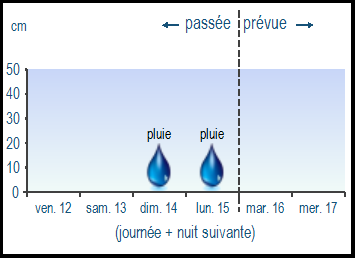 ← passée prévue →
cm
50
40
30
20
10
0
pluie pluie
ven. 12 sam. 13 dim. 14 lun. 15 mar. 16 mer. 17
(journée + nuit suivante)